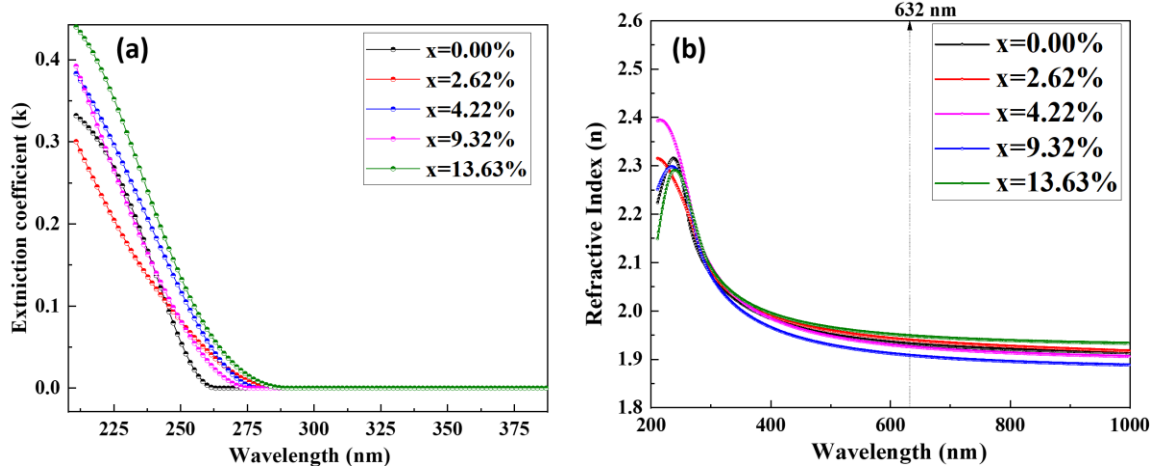 (a)
x=0.00%
x=2.62%
x=4.22%
x=9.32%
x=13.63%
0.4
0.3
0.2
0.1
0.0
Extniction coefficient (k)
225 250 275 300 325 350 375
Wavelength (nm)
632 nm
(b)
x=0.00%
x=2.62%
x=4.22%
x=9.32%
x=13.63%
2.6
2.5
2.4
2.3
2.2
2.1
2.0
1.9
1.8
Refractive Index (n)
200 400 600 800 1000
Wavelength (nm)